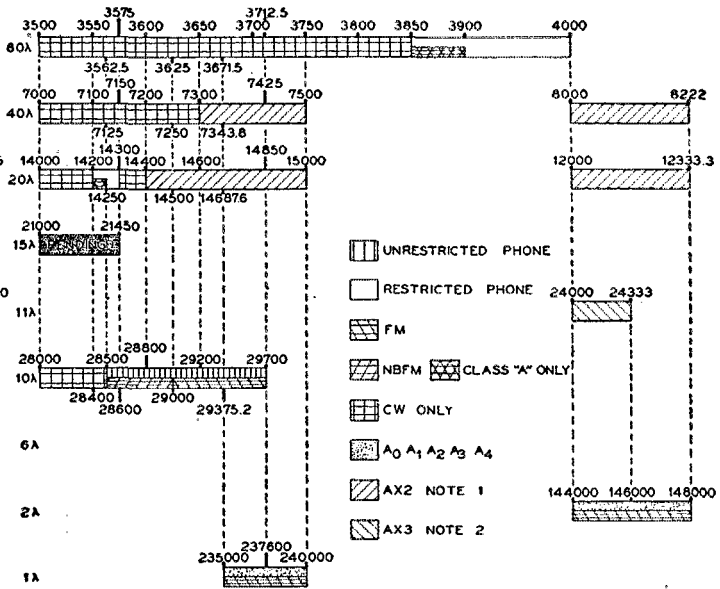 3575 3712.5
3500 3550 3600 3650 3700 3750 3850 3900 4000
80λ
3562.5 3625 3671.5
7150 7425
7000 7100 7200 7300 7500 8000 8222
40λ
7125 7250 7343.8
14300 14850
14000 14200 14400 14600 15000 12000 12333.3
20λ
14250 14500 14687.6
21000 21450
15λ PENDING
UNRESTRICTED PHONE
RESTRICTED PHONE
24000 24333
11λ
FM
28800
28000 28500 29200 29700
NBFM CLASS "A" ONLY
10λ
28400 29000
28600 29375.2
CW ONLY
6λ
A0 A1 A2 A3 A4
AX2 NOTE 1
144000 146000 148000
2λ
AX3 NOTE 2
237600
235000 240000
1λ